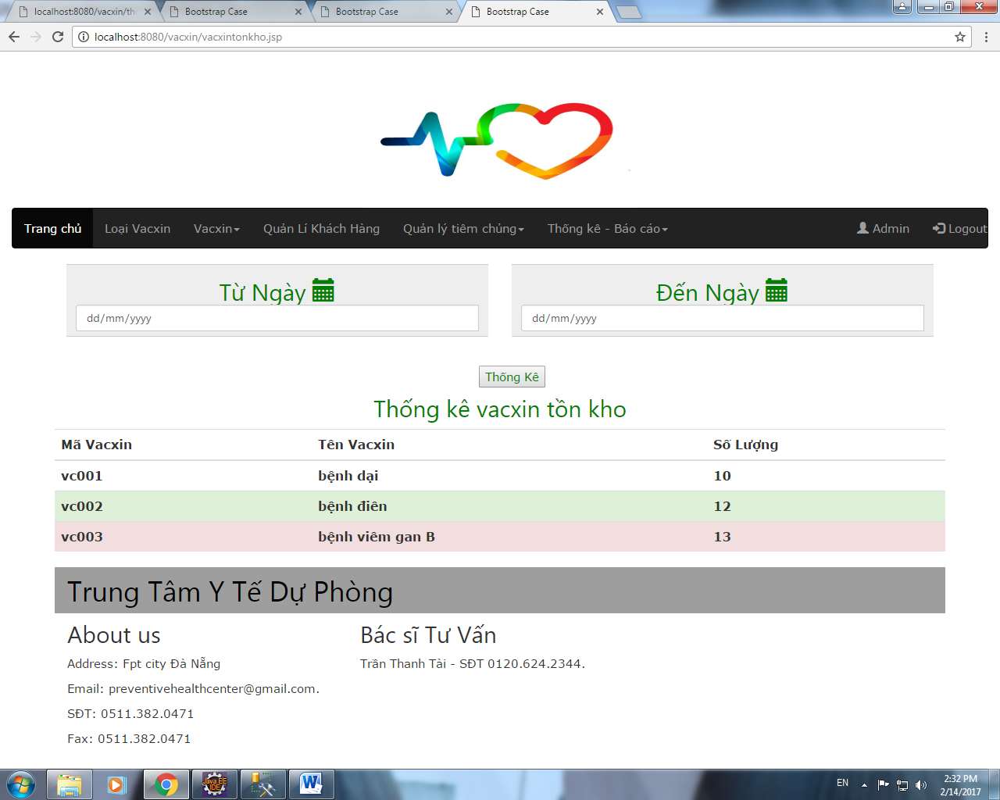 localhost:8080/vacxin/th
Bootstrap Case
Bootstrap Case
Bootstrap Case
localhost:8080/vacxin/vacxintonkho.jsp
Trang chủ Loại Vacxin Vacxin Quản Lí Khách Hàng Quản lý tiêm chủng Thống kê - Báo cáo Admin Logout
Từ Ngày
dd/mm/yyyy
Đến Ngày
dd/mm/yyyy
Thống Kê
Thống kê vacxin tồn kho
Mã Vacxin Tên Vacxin Số Lượng
vc001 bệnh dại 10
vc002 bệnh điên 12
vc003 bệnh viêm gan B 13
Trung Tâm Y Tế Dự Phòng
About us
Address: Fpt city Đà Nẵng
Email: preventivehealthcenter@gmail.com.
SĐT: 0511.382.0471
Fax: 0511.382.0471
Bác sĩ Tư Vấn
Trần Thanh Tài - SĐT 0120.624.2344.
Java EE
IDE
EN
2:32 PM
2/14/2017